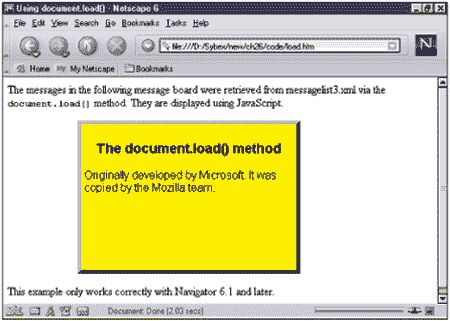 Using document.load() - Netscape 6
File Edit View Search Go Bookmarks Tasks Help
file:///D:/Sybex/new/ch26/code/load.htm
N
Home My Netscape Bookmarks
The messages in the following message board were retrieved from messagelist3.xml via the
document.load() method. They are displayed using JavaScript.
The document.load() method
Originally developed by Microsoft. It was
copied by the Mozilla team.
This example only works correctly with Navigator 6.1 and later.
Document: Done (2.03 secs)